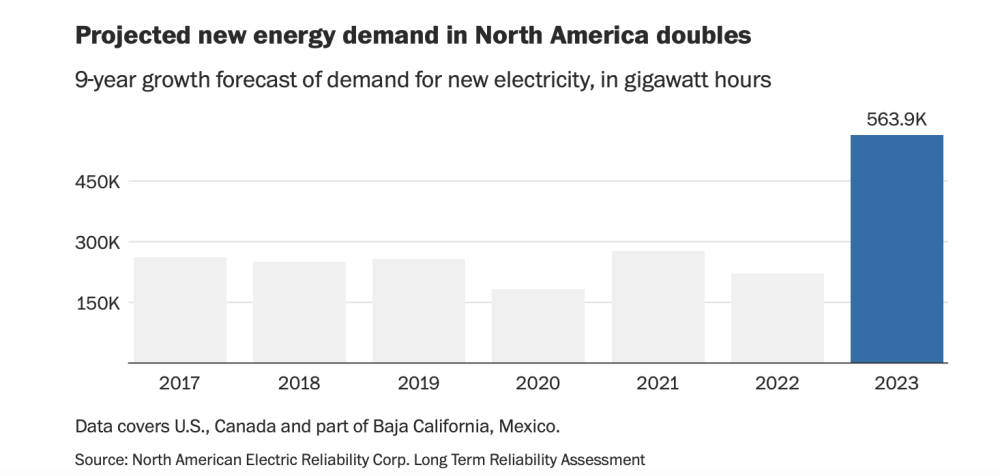 Projected new energy demand in North America doubles
9-year growth forecast of demand for new electricity, in gigawatt hours
563.9K
450K
300K
150K
2017 2018 2019 2020 2021 2022 2023
Data covers U.S., Canada and part of Baja California, Mexico.
Source: North American Electric Reliability Corp. Long Term Reliability Assessment